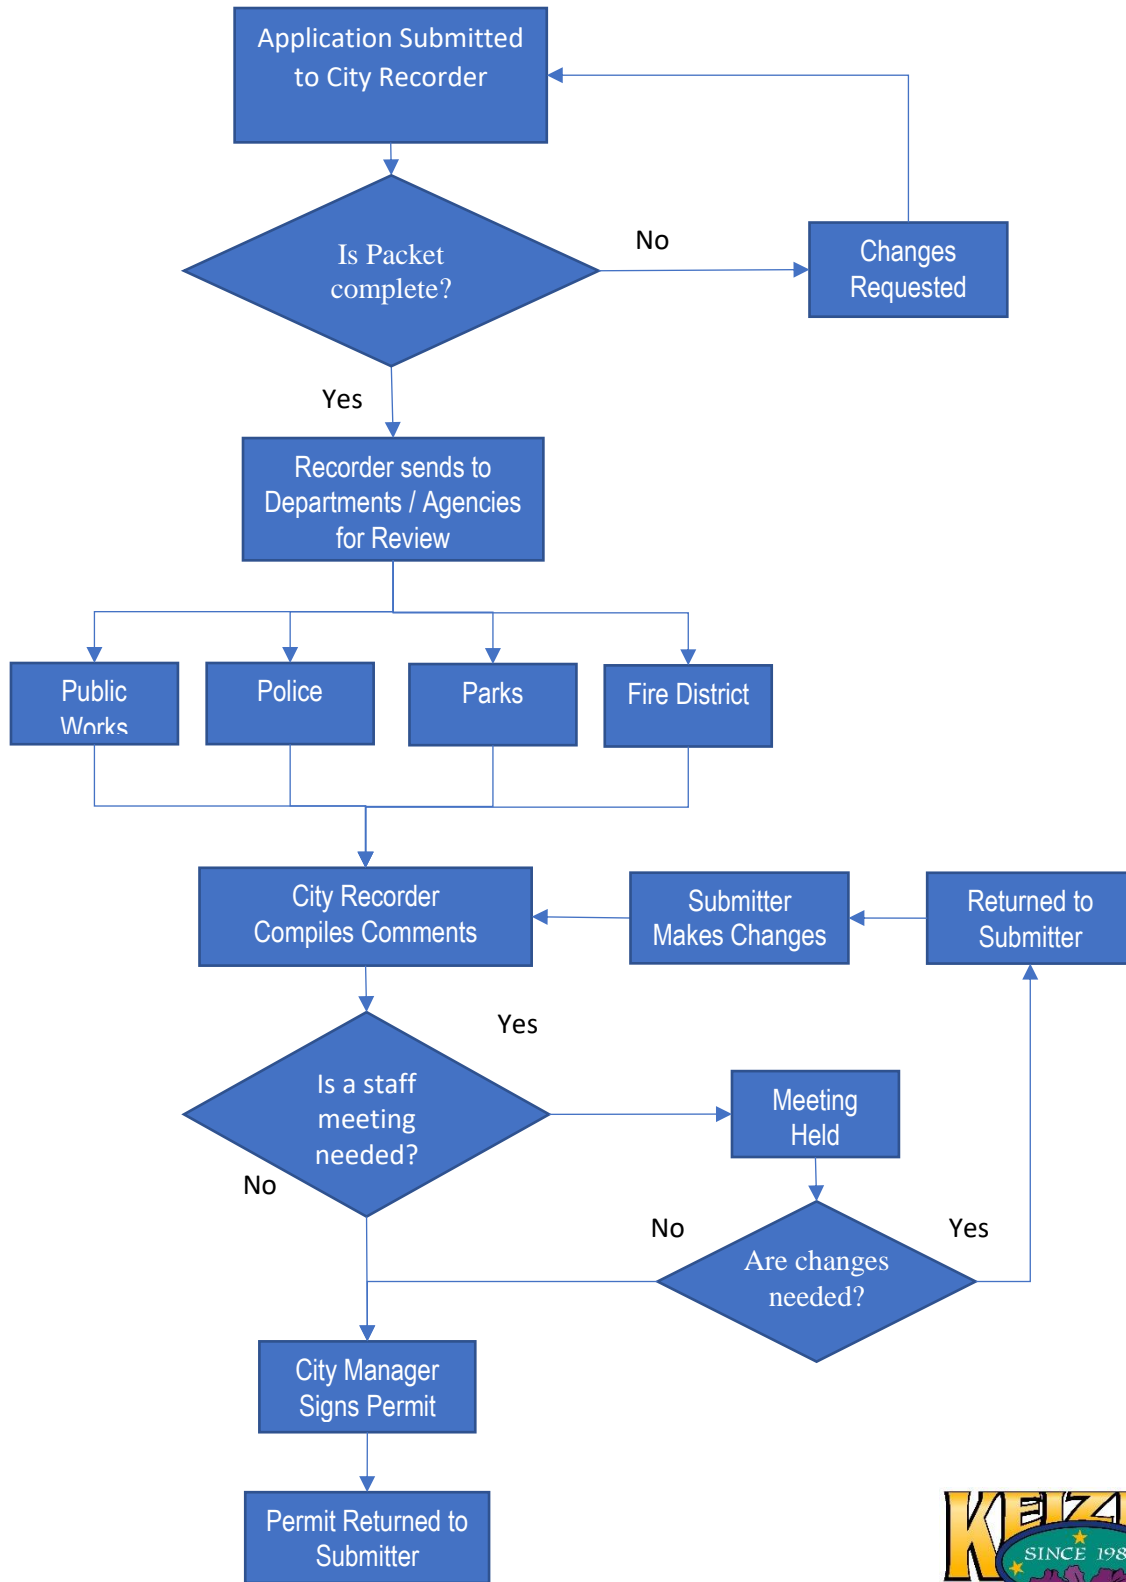 Application Submitted
to City Recorder
Is Packet
complete?
No
Changes
Requested
Yes
Recorder sends to
Departments / Agencies
for Review
Public
Works
Police
Parks
Fire District
City Recorder
Compiles Comments
Submitter
Makes Changes
Returned to
Submitter
Yes
Is a staff
meeting
needed?
Meeting
Held
No
No
Yes
Are changes
needed?
City Manager
Signs Permit
Permit Returned to
Submitter
SINCE 198